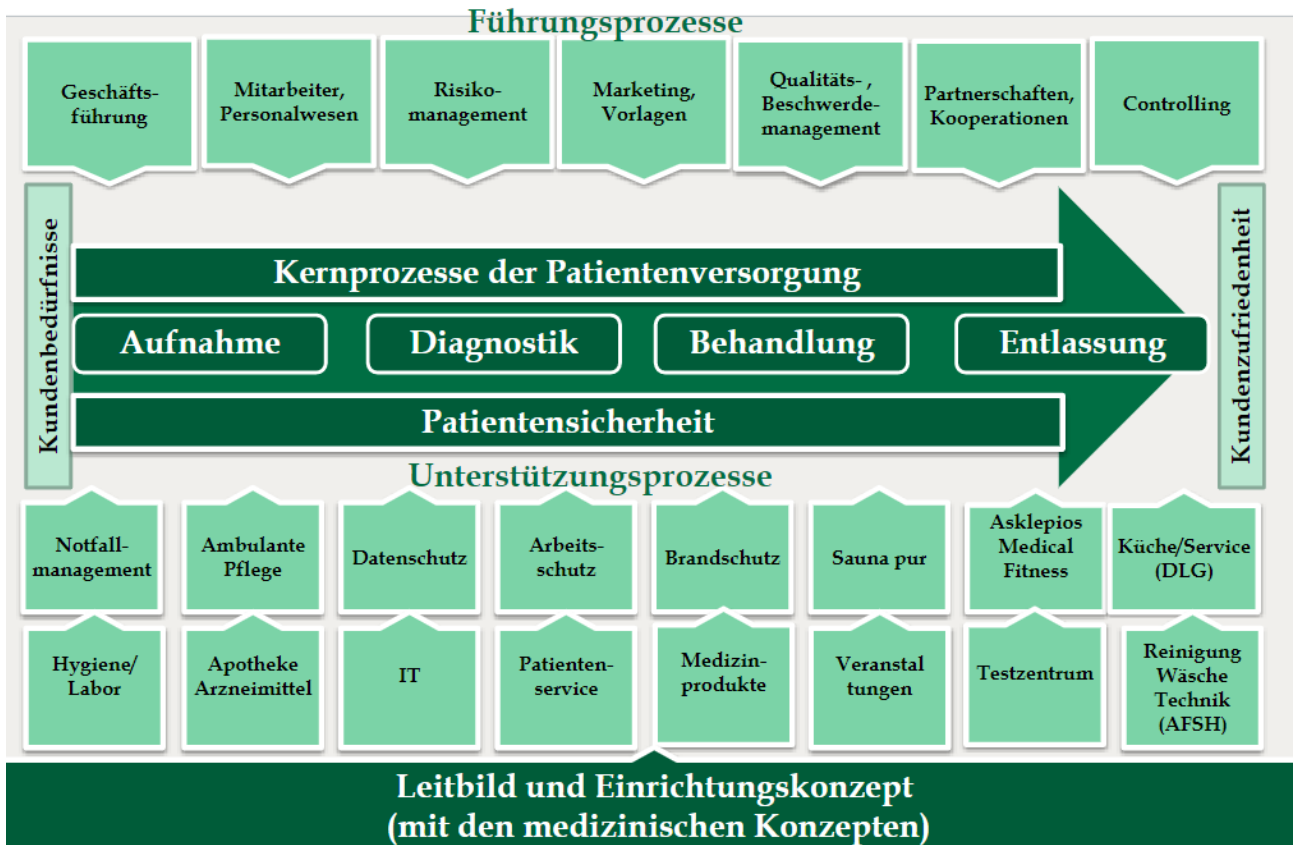 Führungsprozesse
Geschäfts-
führung
Mitarbeiter,
Personalwesen
Risiko-
management
Marketing,
Vorlagen
Qualitäts- ,
Beschwerde-
management
Partnerschaften,
Kooperationen
Controlling
Kundenbedürfnisse
Kernprozesse der Patientenversorgung
Aufnahme
Diagnostik
Behandlung
Entlassung
Patientensicherheit
Kundenzufriedenheit
Unterstützungsprozesse
Notfall-
management
Ambulante
Pflege
Datenschutz
Arbeits-
schutz
Brandschutz
Sauna pur
Asklepios
Medical
Fitness
Küche/Service
(DLG)
Hygiene/
Labor
Apotheke
Arzneimittel
IT
Patienten-
service
Medizin-
produkte
Veranstal
tungen
Testzentrum
Reinigung
Wäsche
Technik
(AFSH)
Leitbild und Einrichtungskonzept
(mit den medizinischen Konzepten)